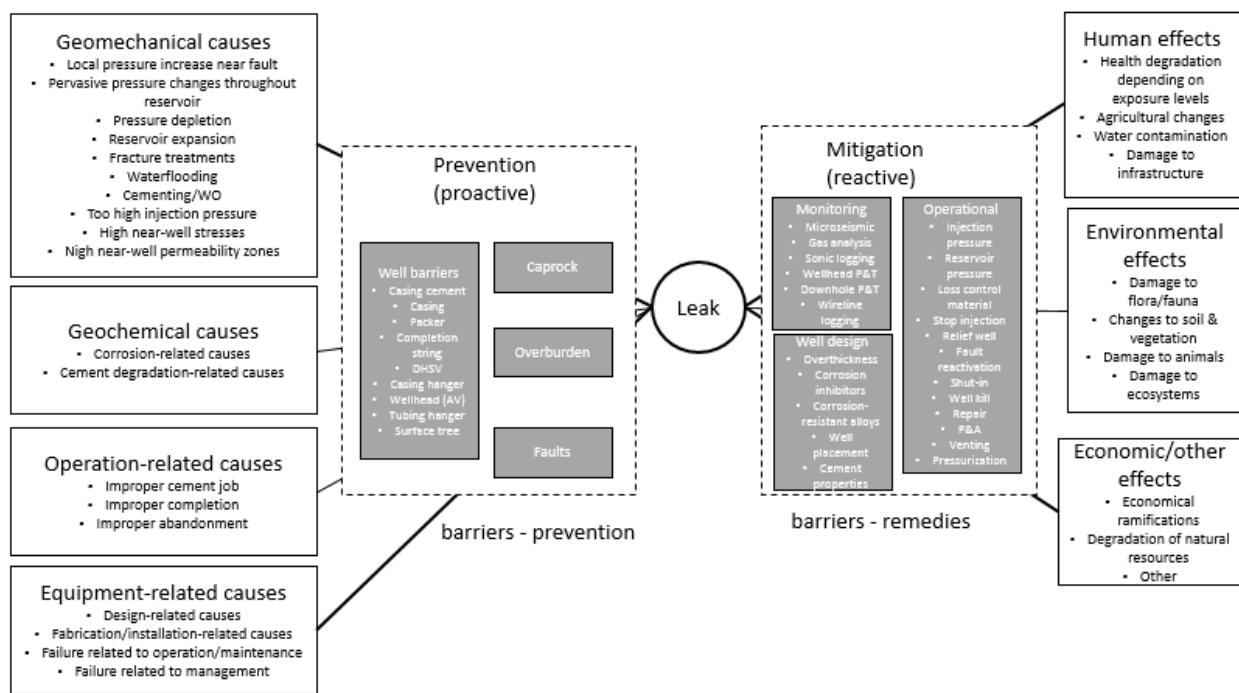 Geomechanical causes
▪ Local pressure increase near fault
▪ Pervasive pressure changes throughout
reservoir
▪ Pressure depletion
▪ Reservoir expansion
▪ Fracture treatments
▪ Waterflooding
▪ Cementing/WO
▪ Too high injection pressure
▪ High near-well stresses
▪ Nigh near-well permeability zones
Geochemical causes
▪ Corrosion-related causes
▪ Cement degradation-related causes
Operation-related causes
▪ Improper cement job
▪ Improper completion
▪ Improper abandonment
Equipment-related causes
▪ Design-related causes
▪ Fabrication/installation-related causes
▪ Failure related to operation/maintenance
▪ Failure related to management
Prevention
(proactive)
Well barriers
▪ Casing cement
▪ Casing
▪ Packer
▪ Completion
string
▪ DHSV
▪ Casing hanger
▪ Wellhead (AV)
▪ Tubing hanger
▪ Surface tree
Caprock
Overburden
Faults
barriers - prevention
Leak
Mitigation
(reactive)
Monitoring
▪ Microseismic
▪ Gas analysis
▪ Sonic logging
▪ Wellhead P&T
▪ Downhole P&T
▪ Wireline
logging
Well design
▪ Overthickness
▪ Corrosion
inhibitors
▪ Corrosion-
resistant alloys
▪ Well
placement
▪ Cement
properties
Operational
▪ Injection
pressure
▪ Reservoir
pressure
▪ Loss control
material
▪ Stop injection
▪ Relief well
▪ Fault
reactivation
▪ Shut-in
▪ Well kill
▪ Repair
▪ P&A
▪ Venting
▪ Pressurization
barriers - remedies
Human effects
▪ Health degradation
depending on
exposure levels
▪ Agricultural changes
▪ Water contamination
▪ Damage to
infrastructure
Environmental
effects
▪ Damage to
flora/fauna
▪ Changes to soil &
vegetation
▪ Damage to animals
▪ Damage to
ecosystems
Economic/other
effects
▪ Economical
ramifications
▪ Degradation of natural
resources
▪ Other